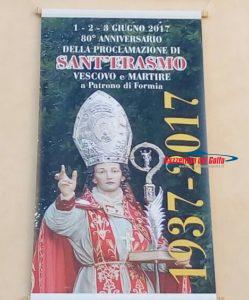 1 - 2 - 3 GIUGNO 2017
80° ANNIVERSARIO
DELLA PROCLAMAZIONE DI
SANT'ERASMO
VESCOVO e MARTIRE
a Patrono di Formia
1937-2017
del Golfo